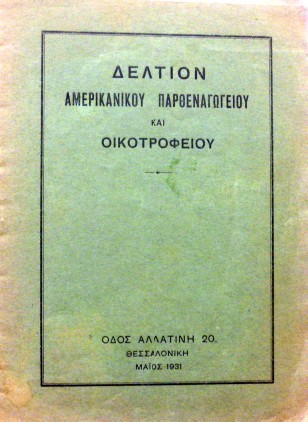 ΔΕΛΤΙΟΝ
ΑΜΕΡΙΚΑΝΙΚΟΥ ΠΑΡΘΕΝΑΓΩΓΕΙΟΥ
ΚΑΙ
ΟΙΚΟΤΡΟΦΕΙΟΥ
ΟΔΟΣ ΑΛΛΑΤΙΝΗ 20.
ΘΕΣΣΑΛΟΝΙΚΗ
ΜΑΪΟΣ 1931